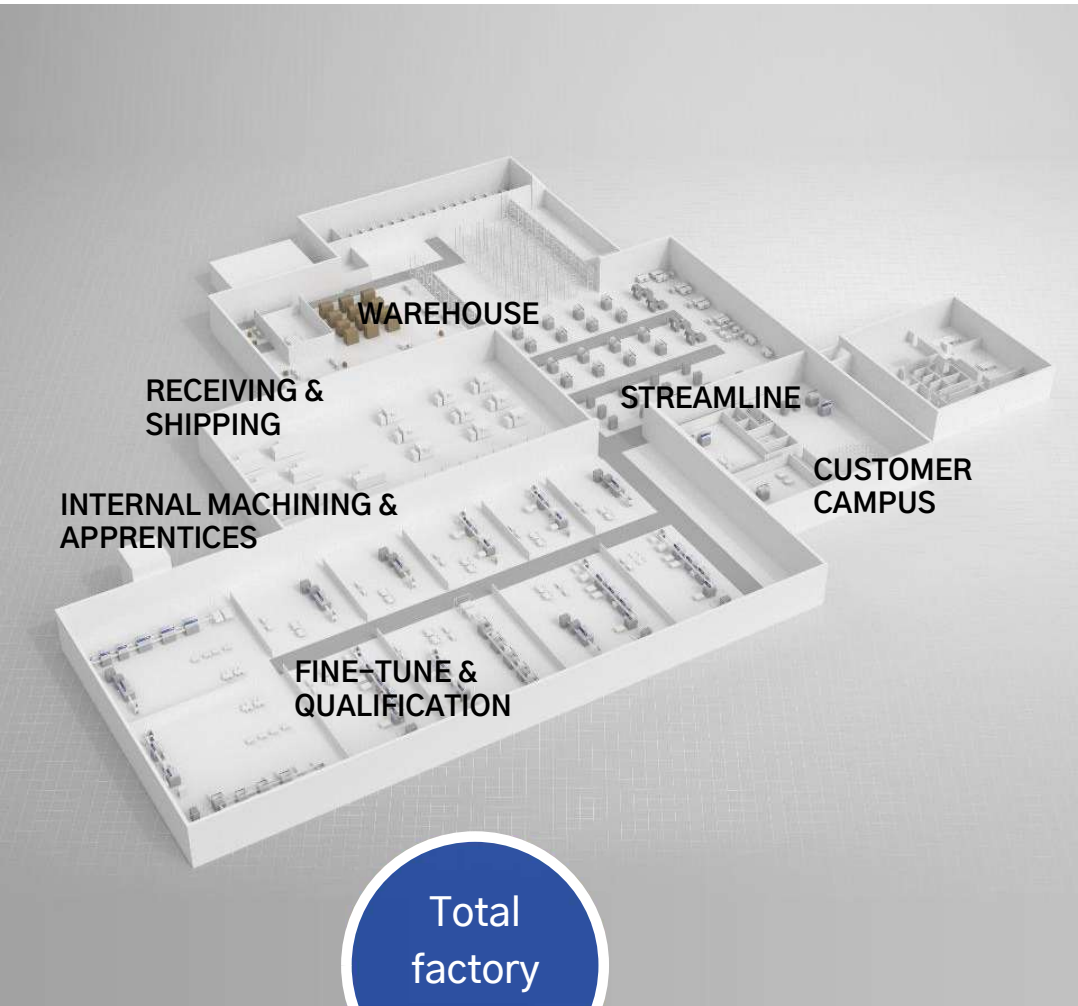 WAREHOUSE
RECEIVING &
SHIPPING
STREAMLINE
CUSTOMER
CAMPUS
INTERNAL MACHINING &
APPRENTICES
FINE-TUNE &
QUALIFICATION
Total
factory